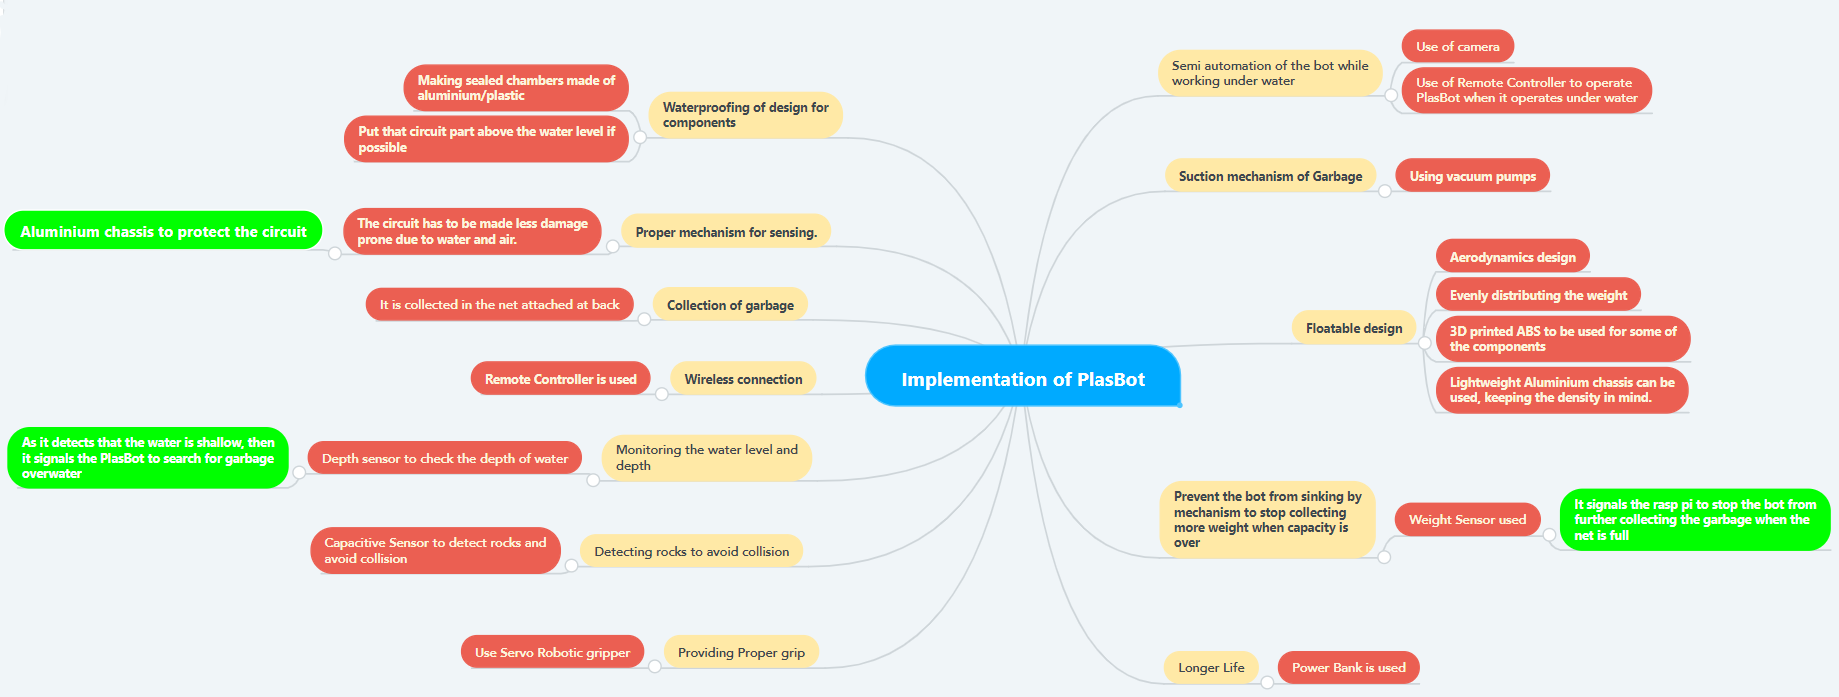 Implementation of PlasBot
Waterproofing of design for
components
Making sealed chambers made of
aluminium/plastic
Put that circuit part above the water level if
possible
Proper mechanism for sensing.
The circuit has to be made less damage
prone due to water and air.
Aluminium chassis to protect the circuit
Collection of garbage
It is collected in the net attached at back
Wireless connection
Remote Controller is used
Monitoring the water level and
depth
Depth sensor to check the depth of water
As it detects that the water is shallow, then
it signals the PlasBot to search for garbage
overwater
Detecting rocks to avoid collision
Capacitive Sensor to detect rocks and
avoid collision
Providing Proper grip
Use Servo Robotic gripper
Semi automation of the bot while
working under water
Use of camera
Use of Remote Controller to operate
PlasBot when it operates under water
Suction mechanism of Garbage
Using vacuum pumps
Floatable design
Aerodynamics design
Evenly distributing the weight
3D printed ABS to be used for some of
the components
Lightweight Aluminium chassis can be
used, keeping the density in mind.
Prevent the bot from sinking by
mechanism to stop collecting
more weight when capacity is
over
Weight Sensor used
It signals the rasp pi to stop the bot from
further collecting the garbage when the
net is full
Longer Life
Power Bank is used